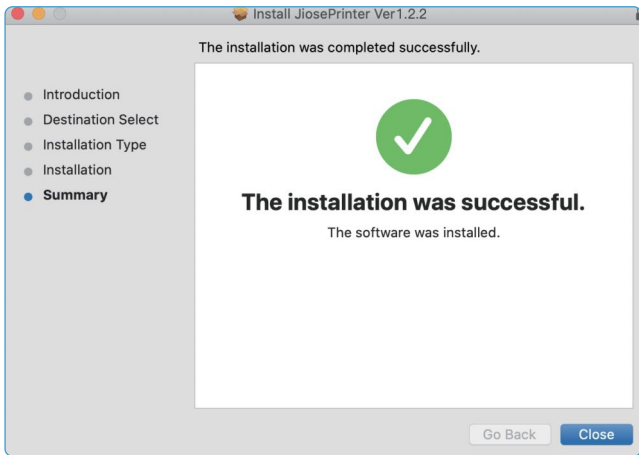 Install JiosePrinter Ver1.2.2
The installation was completed successfully.
Introduction
Destination Select
Installation Type
Installation
Summary
The installation was successful.
The software was installed.
Go Back
Close